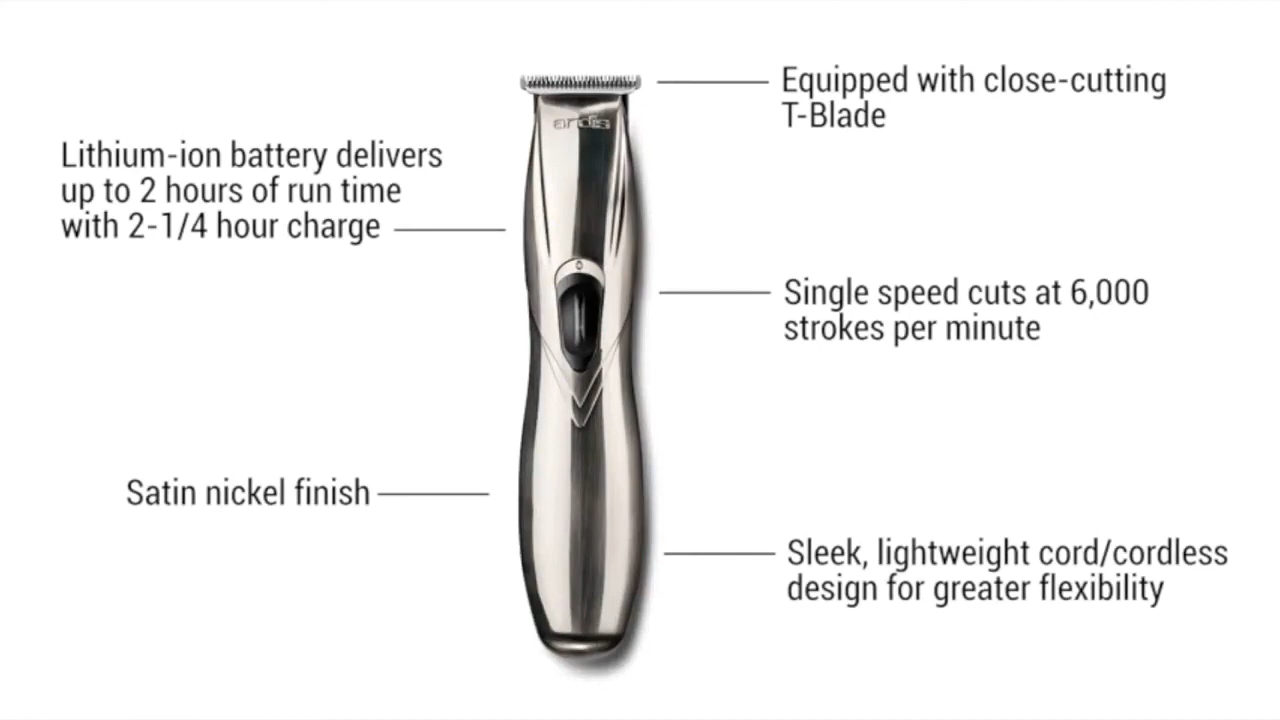 Equipped with close-cutting
T-Blade
andis
Lithium-ion battery delivers
up to 2 hours of run time
with 2-1/4 hour charge
0
Single speed cuts at 6,000
strokes per minute
Satin nickel finish
Sleek, lightweight cord/cordless
design for greater flexibility